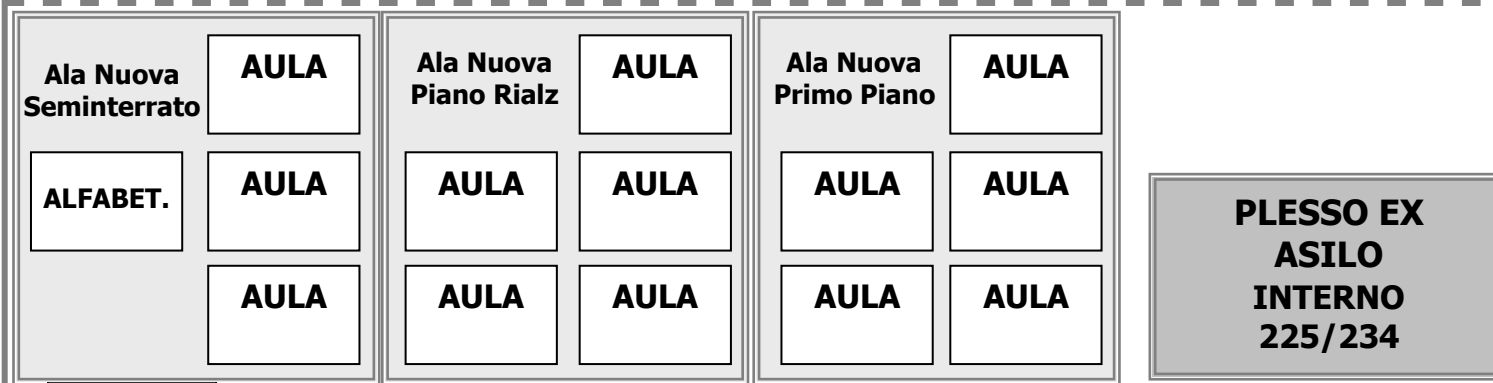 Ala Nuova
Seminterrato
AULA
ALFABET.
AULA
AULA
Ala Nuova
Piano Rialz
AULA
AULA
AULA
AULA
AULA
Ala Nuova
Primo Piano
AULA
AULA
AULA
AULA
AULA
PLESSO EX
ASILO
INTERNO
225/234